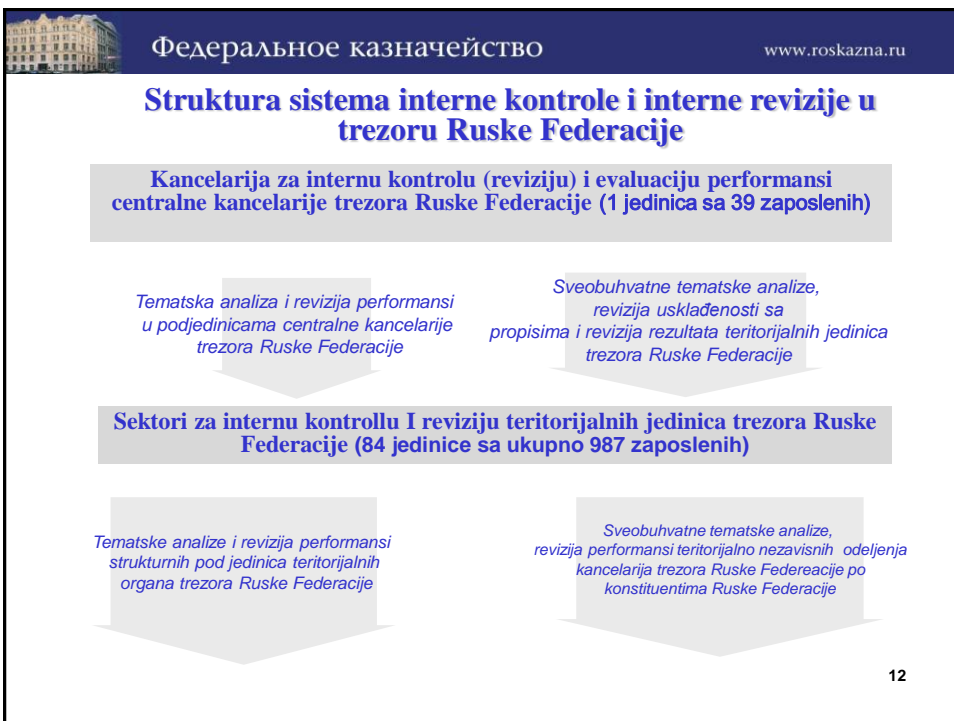 Федеральное казначейство
www.roskazna.ru
Struktura sistema interne kontrole i interne revizije u
trezoru Ruske Federacije
Kancelarija za internu kontrolu (reviziju) i evaluaciju performansi
centralne kancelarije trezora Ruske Federacije (1 jedinica sa 39 zaposlenih)
Tematska analiza i revizija performansi
u podjedinicama centralne kancelarije
trezora Ruske Federacije
Sveobuhvatne tematske analize,
revizija usklađenosti sa
propisima i revizija rezultata teritorijalnih jedinica
trezora Ruske Federacije
Sektori za internu kontrollu I reviziju teritorijalnih jedinica trezora Ruske
Federacije (84 jedinice sa ukupno 987 zaposlenih)
Tematske analize i revizija performansi
strukturnih pod jedinica teritorijalnih
organa trezora Ruske Federacije
Sveobuhvatne tematske analize,
revizija performansi teritorijalno nezavisnih odeljenja
kancelarija trezora Ruske Federeacije po
konstituentima Ruske Federacije
12